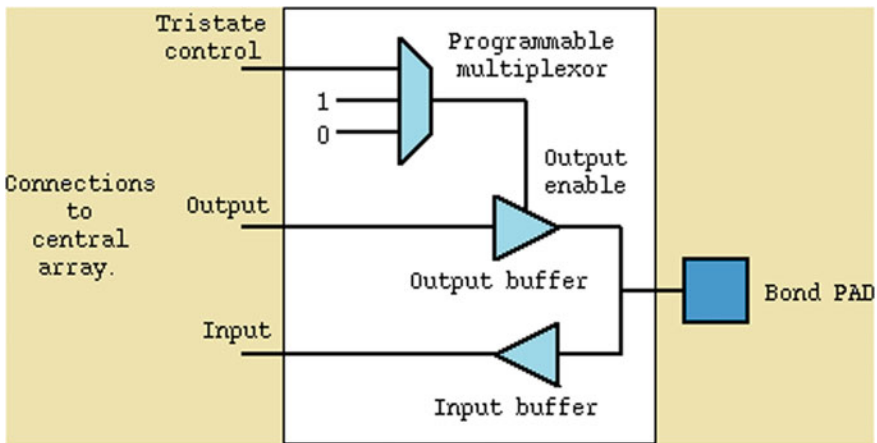 Tristate
control
Programmable
multiplexor
1
0
Output
enable
Connections
to
central
array.
Output
Output buffer
Bond PAD
Input
Input buffer